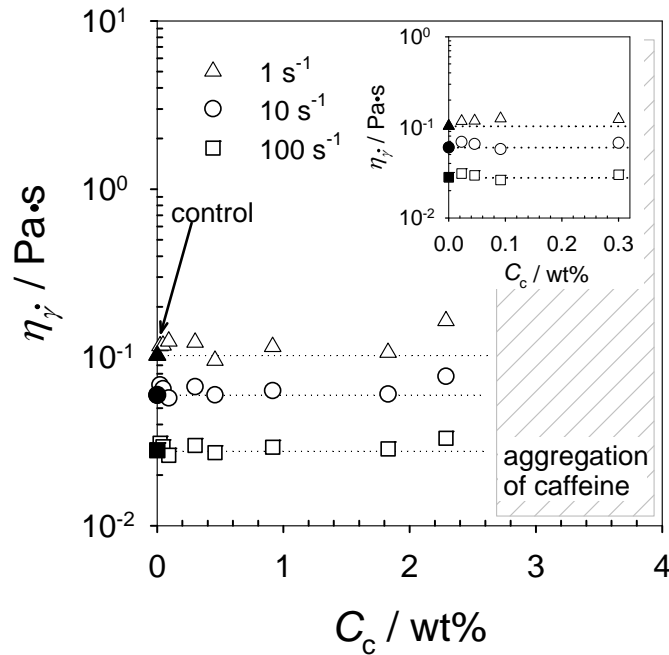 10¹
10⁰
10⁻¹
10⁻²
η_γ̇ / Pa•s
1 s⁻¹
10 s⁻¹
100 s⁻¹
control
10⁰
10⁻¹
10⁻²
η_γ̇ / Pa•s
0.0 0.1 0.2 0.3
C_c / wt%
aggregation
of caffeine
0 1 2 3 4
C_c / wt%